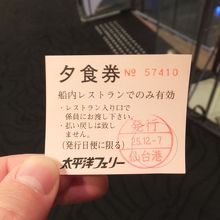 夕食券 № 57410
船内レストランでのみ有効
・レストラン入り口で
係員にお渡し下さい。
・払い戻しは致し
ません。
(発行日便に限る)
太平洋フェリー
発行
25.12.-7
仙台港